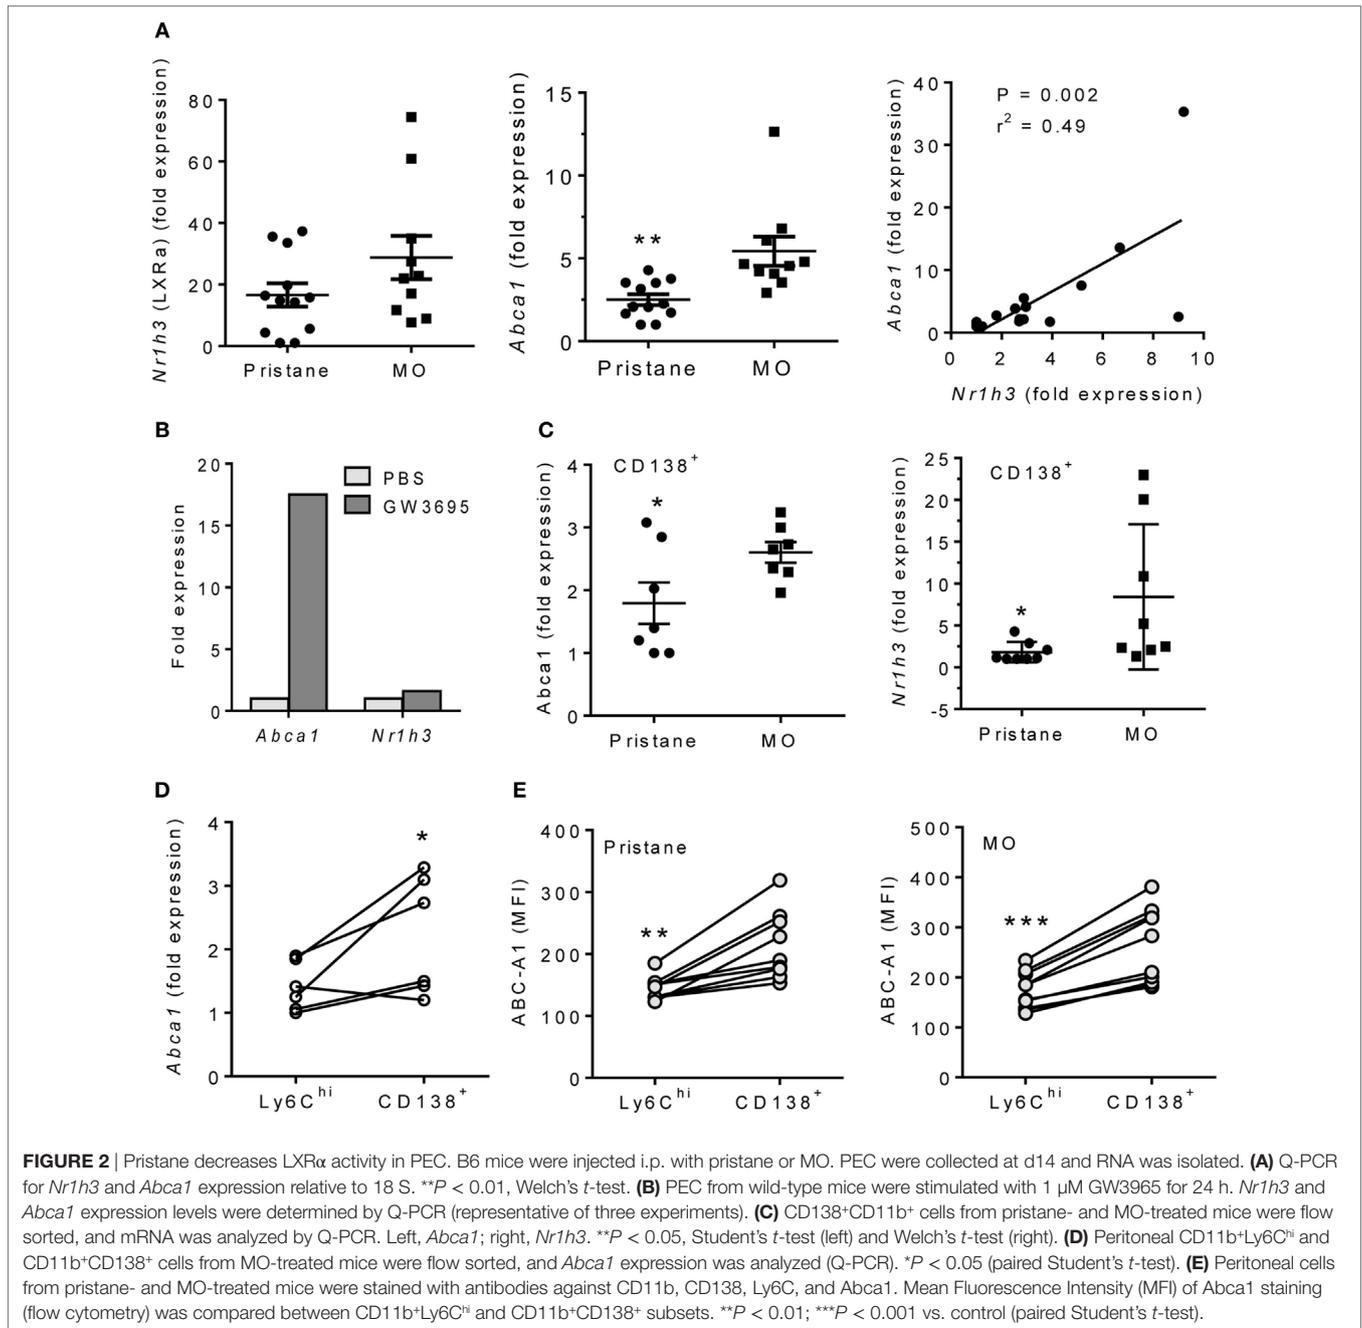 A
Nr1h3 (LXRa) (fold expression)
80
60
40
20
0
Pristane
MO
Abca1 (fold expression)
15
10
5
0
**
Pristane
MO
Abca1 (fold expression)
40
30
20
10
0
P = 0.002
r² = 0.49
0 2 4 6 8 10
Nr1h3 (fold expression)
B
Fold expression
20
15
10
5
0
PBS
GW3695
Abca1
Nr1h3
C
Abca1 (fold expression)
4
3
2
1
0
CD138⁺
*
Pristane
MO
Nr1h3 (fold expression)
25
20
15
10
5
0
-5
CD138⁺
*
Pristane
MO
D
Abca1 (fold expression)
4
3
2
1
0
*
Ly6Cʰⁱ
CD138⁺
E
ABC-A1 (MFI)
400
300
200
100
0
Pristane
**
Ly6Cʰⁱ
CD138⁺
ABC-A1 (MFI)
500
400
300
200
100
0
MO
***
Ly6Cʰⁱ
CD138⁺
FIGURE 2 | Pristane decreases LXRα activity in PEC. B6 mice were injected i.p. with pristane or MO. PEC were collected at d14 and RNA was isolated. (A) Q-PCR
for Nr1h3 and Abca1 expression relative to 18 S. **P < 0.01, Welch's t-test. (B) PEC from wild-type mice were stimulated with 1 µM GW3965 for 24 h. Nr1h3 and
Abca1 expression levels were determined by Q-PCR (representative of three experiments). (C) CD138⁺CD11b⁺ cells from pristane- and MO-treated mice were flow
sorted, and mRNA was analyzed by Q-PCR. Left, Abca1; right, Nr1h3. **P < 0.05, Student's t-test (left) and Welch's t-test (right). (D) Peritoneal CD11b⁺Ly6Cʰⁱ and
CD11b⁺CD138⁺ cells from MO-treated mice were flow sorted, and Abca1 expression was analyzed (Q-PCR). *P < 0.05 (paired Student's t-test). (E) Peritoneal cells
from pristane- and MO-treated mice were stained with antibodies against CD11b, CD138, Ly6C, and Abca1. Mean Fluorescence Intensity (MFI) of Abca1 staining
(flow cytometry) was compared between CD11b⁺Ly6Cʰⁱ and CD11b⁺CD138⁺ subsets. **P < 0.01; ***P < 0.001 vs. control (paired Student's t-test).